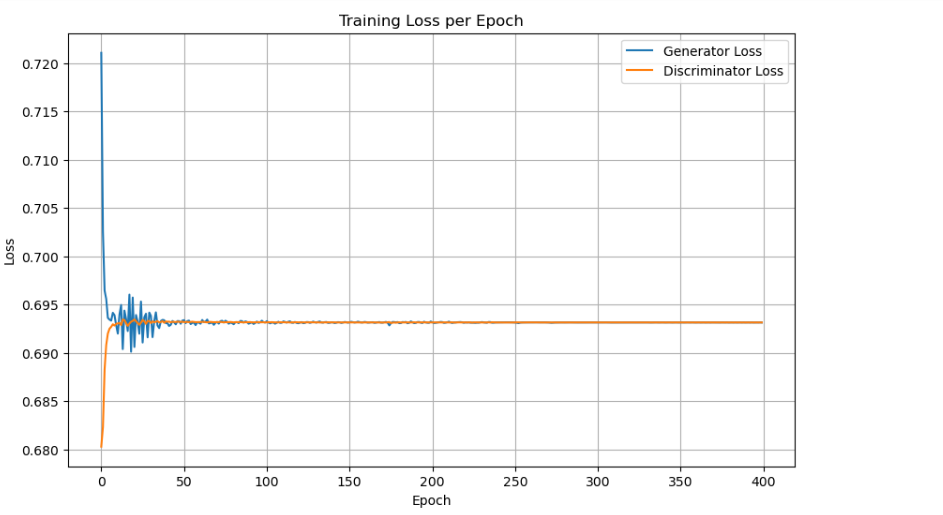 Training Loss per Epoch
Generator Loss
Discriminator Loss
0.720
0.715
0.710
0.705
0.700
0.695
0.690
0.685
0.680
Loss
0 50 100 150 200 250 300 350 400
Epoch